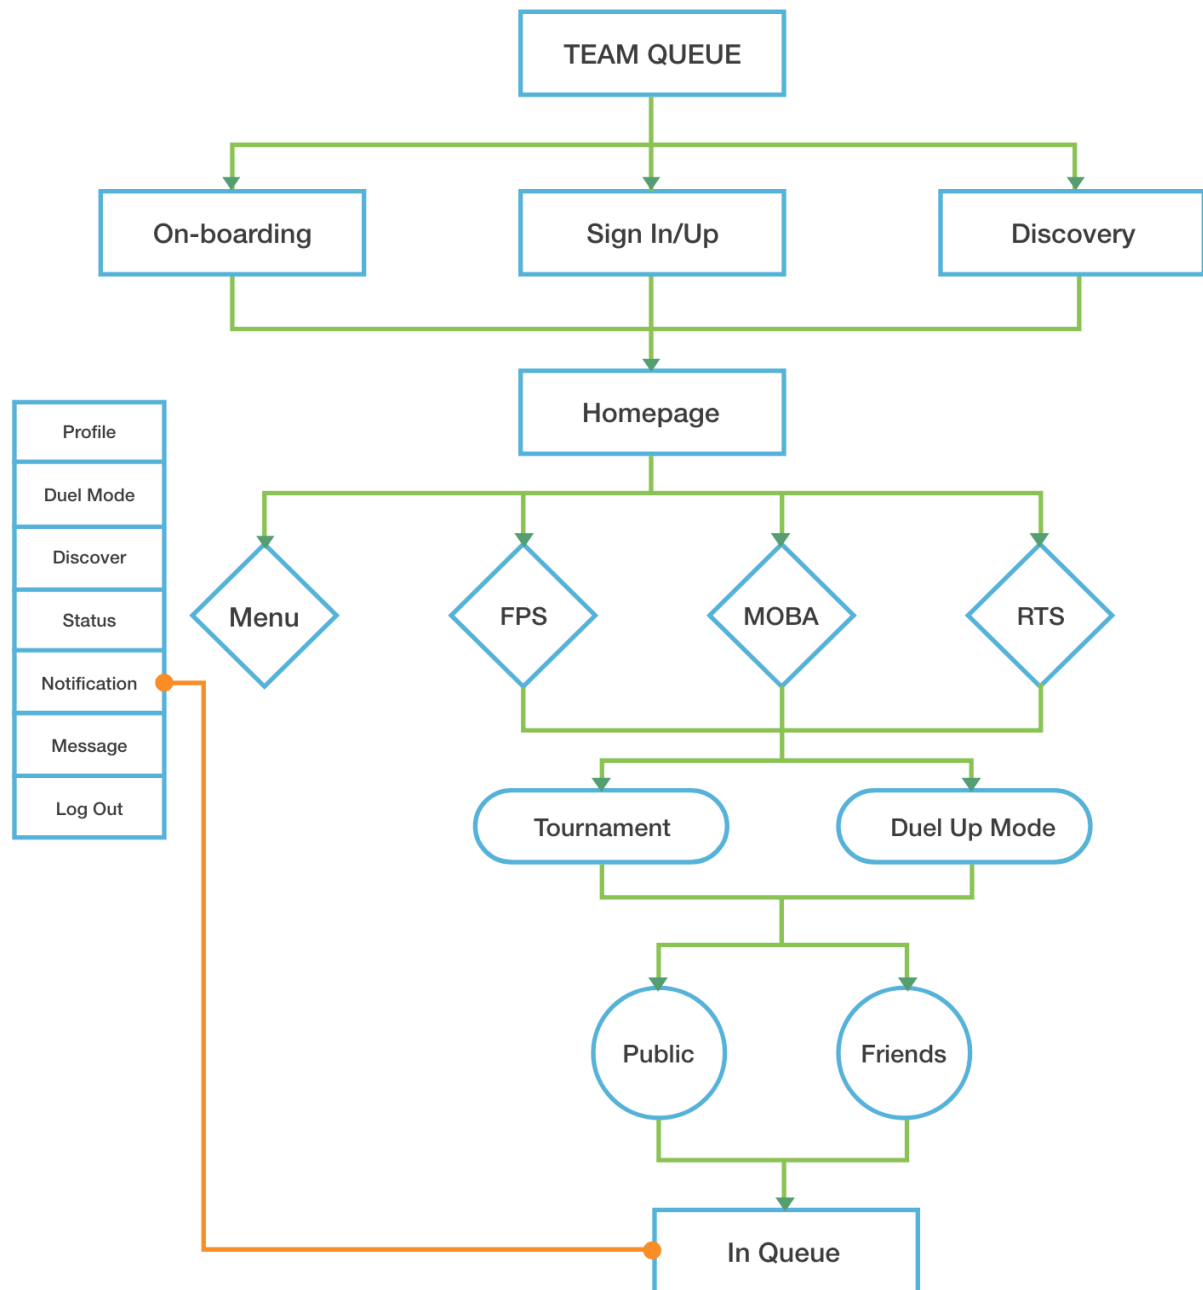 TEAM QUEUE
On-boarding
Sign In/Up
Discovery
Homepage
Profile
Duel Mode
Discover
Status
Notification
Message
Log Out
Menu
FPS
MOBA
RTS
Tournament
Duel Up Mode
Public
Friends
In Queue